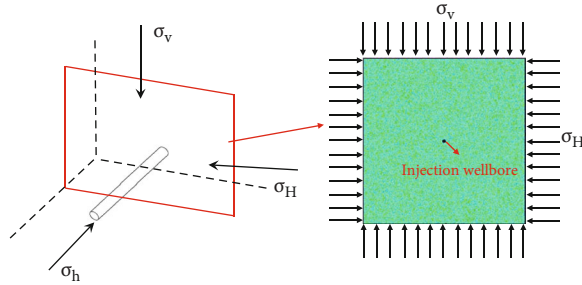 σv
σH
σh
σv
σH
Injection wellbore